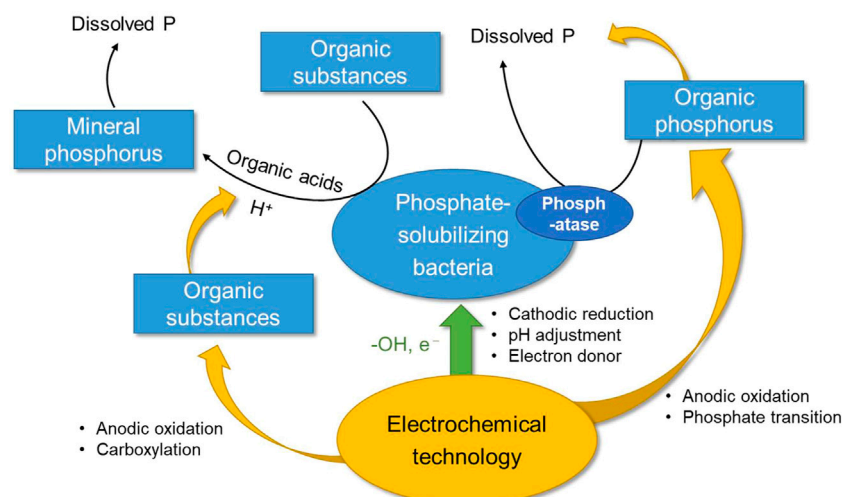 Dissolved P
Organic
substances
Dissolved P
Organic
phosphorus
Mineral
phosphorus
Organic acids
H⁺
Phosphate-
solubilizing
bacteria
Phosph
-atase
Organic
substances
-OH, e⁻
• Cathodic reduction
• pH adjustment
• Electron donor
• Anodic oxidation
• Phosphate transition
• Anodic oxidation
• Carboxylation
Electrochemical
technology